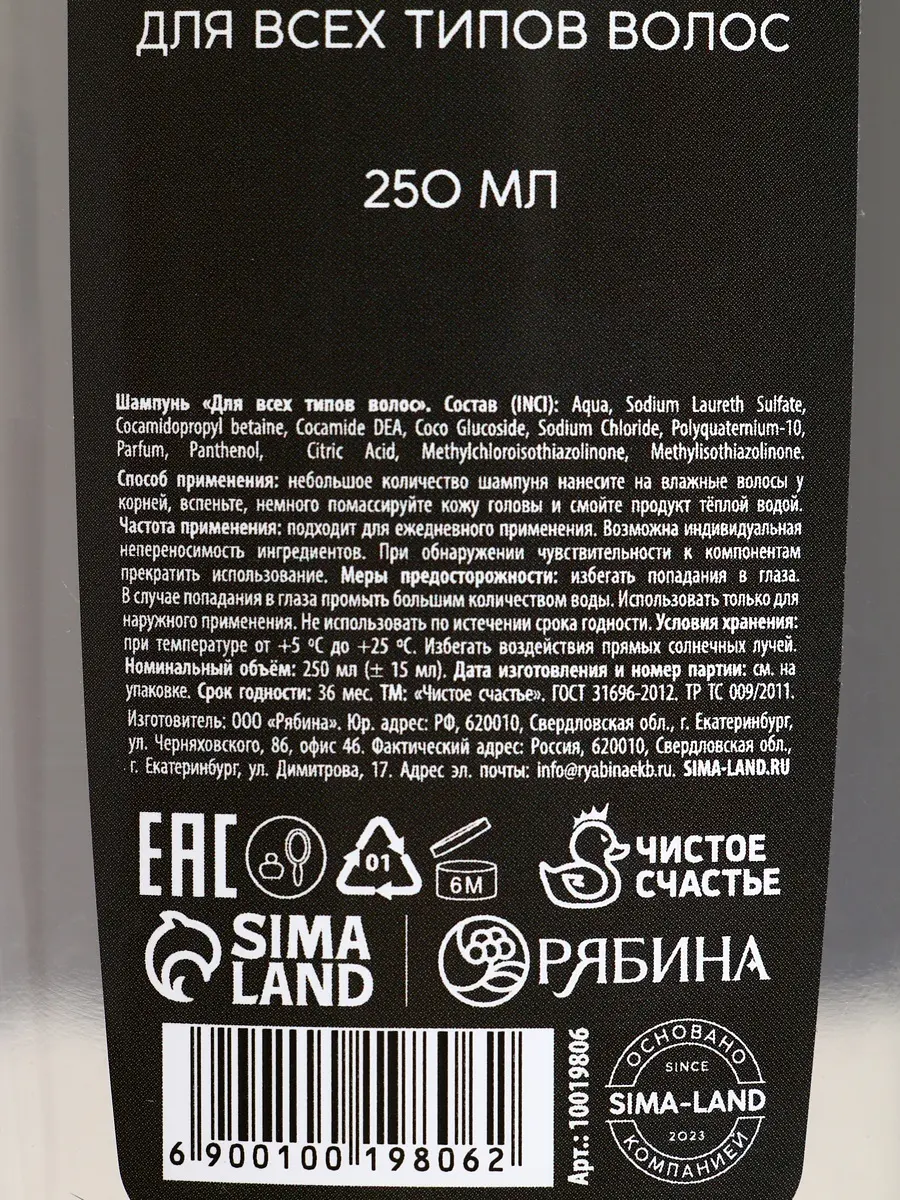 ДЛЯ ВСЕХ ТИПОВ ВОЛОС
250 МЛ
Шампунь «Для всех типов волос». Состав (INCI): Aqua, Sodium Laureth Sulfate,
Cocamidopropyl betaine, Cocamide DEA, Coco Glucoside, Sodium Chloride, Polyquaternium-10,
Parfum, Panthenol, Citric Acid, Methylchloroisothiazolinone, Methylisothiazolinone.
Способ применения: небольшое количество шампуня нанесите на влажные волосы у
корней, вспеньте, немного помассируйте кожу головы и смойте продукт тёплой водой.
Частота применения: подходит для ежедневного применения. Возможна индивидуальная
непереносимость ингредиентов. При обнаружении чувствительности к компонентам
прекратить использование. Меры предосторожности: избегать попадания в глаза.
В случае попадания в глаза промыть большим количеством воды. Использовать только для
наружного применения. Не использовать по истечении срока годности. Условия хранения:
при температуре от +5 ºС до +25 ºС. Избегать воздействия прямых солнечных лучей.
Номинальный объём: 250 мл (± 15 мл). Дата изготовления и номер партии: см. на
упаковке. Срок годности: 36 мес. ТМ: «Чистое счастье». ГОСТ 31696-2012. ТР ТС 009/2011.
Изготовитель: ООО «Рябина». Юр. адрес: РФ, 620010, Свердловская обл., г. Екатеринбург,
ул. Черняховского, 86, офис 46. Фактический адрес: Россия, 620010, Свердловская обл.,
г. Екатеринбург, ул. Димитрова, 17. Адрес эл. почты: info@ryabinaekb.ru. SIMA-LAND.RU
ЕАС
01
6М
ЧИСТОЕ
СЧАСТЬЕ
SIMA
LAND
РЯБИНА
6 900100 198062
Арт.: 10019806
ОСНОВАНО
SINCE
SIMA-LAND
2023
КОМПАНИЕЙ